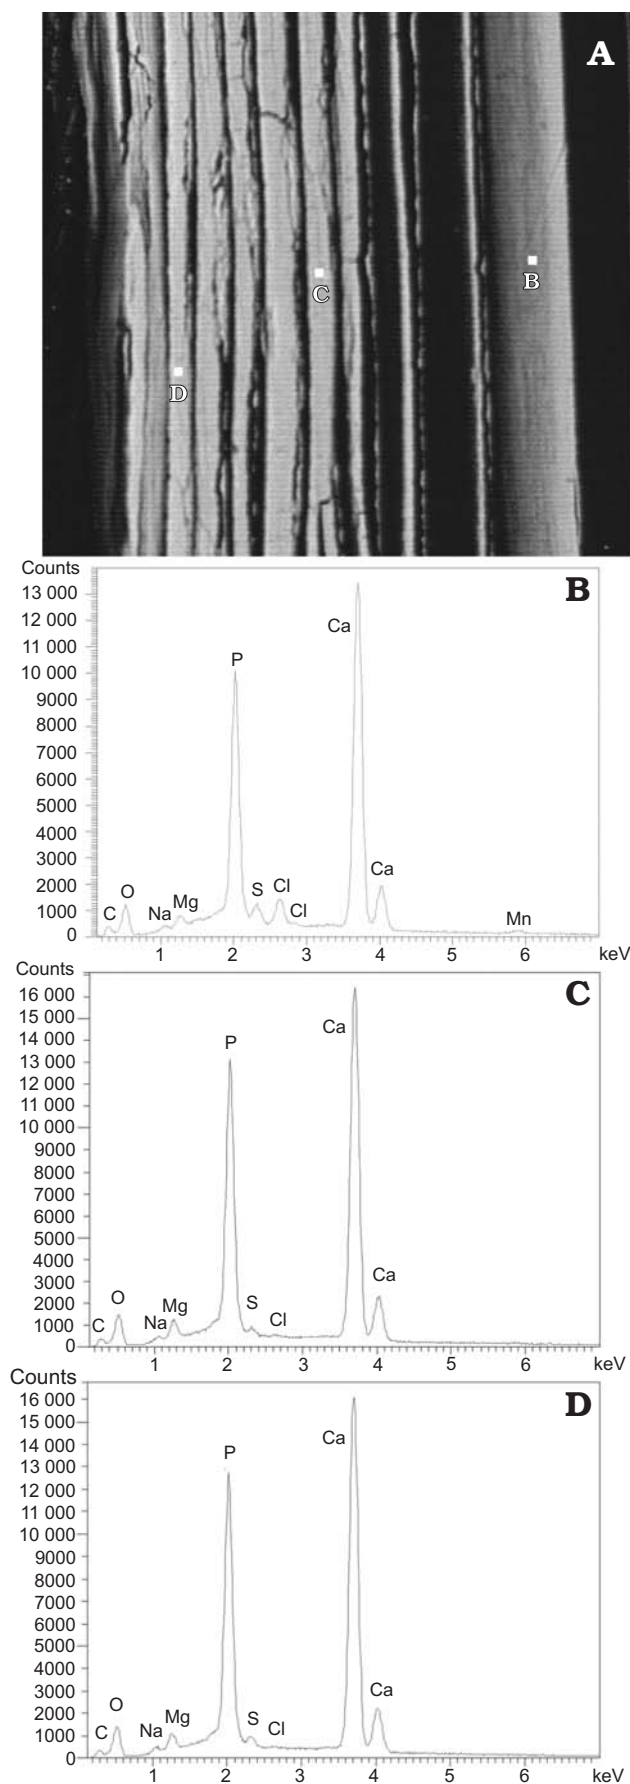 A
C
B
D
Counts
B
13 000
12 000
11 000
10 000
9000
8000
7000
6000
5000
4000
3000
2000
1000
0
Ca
P
C
O
Na
Mg
S
Cl
Cl
Ca
Mn
1 2 3 4 5 6 keV
Counts
C
16 000
15 000
14 000
13 000
12 000
11 000
10 000
9000
8000
7000
6000
5000
4000
3000
2000
1000
0
Ca
P
C
O
Na
Mg
S
Cl
Ca
1 2 3 4 5 6 keV
Counts
D
16 000
15 000
14 000
13 000
12 000
11 000
10 000
9000
8000
7000
6000
5000
4000
3000
2000
1000
0
Ca
P
C
O
Na
Mg
S
Cl
Ca
1 2 3 4 5 6 keV